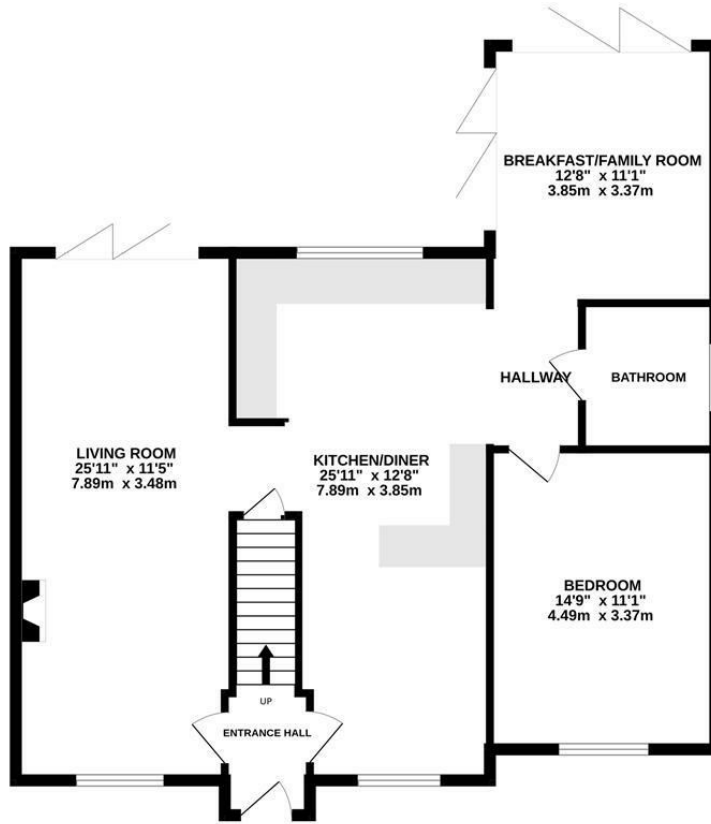 BREAKFAST/FAMILY ROOM
12'8" x 11'1"
3.85m x 3.37m
HALLWAY
BATHROOM
LIVING ROOM
25'11" x 11'5"
7.89m x 3.48m
KITCHEN/DINER
25'11" x 12'8"
7.89m x 3.85m
BEDROOM
14'9" x 11'1"
4.49m x 3.37m
UP
ENTRANCE HALL